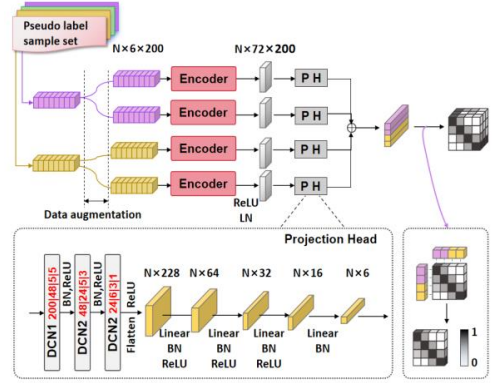 Pseudo label
sample set
N×6×200
N×72×200
Encoder
P H
Encoder
P H
Encoder
P H
Encoder
P H
ReLU
LN
Data augmentation
Projection Head
N×228
N×64
N×32
N×16
N×6
DCN1 200|48|5|5
BN,ReLU
DCN2 48|24|5|3
BN,ReLU
DCN2 24|6|3|1
Flatten ReLU
Linear
BN
ReLU
Linear
BN
ReLU
Linear
BN
ReLU
Linear
BN
1
0